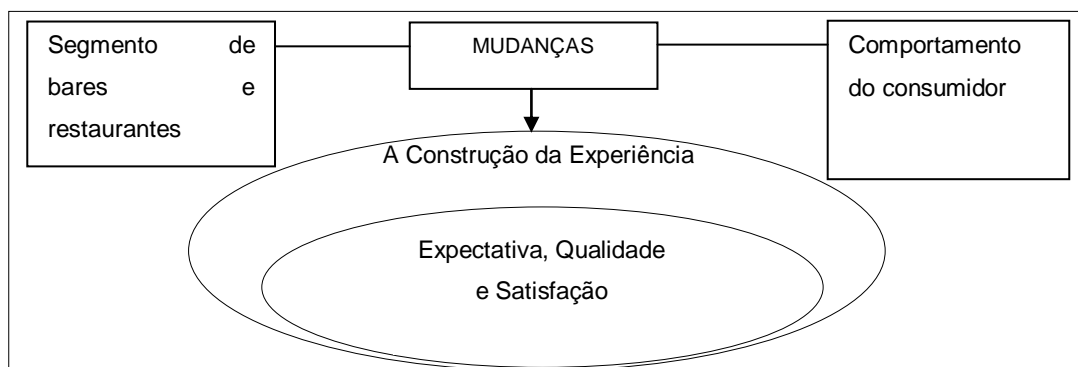 Segmento de
bares e
restaurantes
MUDANÇAS
Comportamento
do consumidor
A Construção da Experiência
Expectativa, Qualidade
e Satisfação